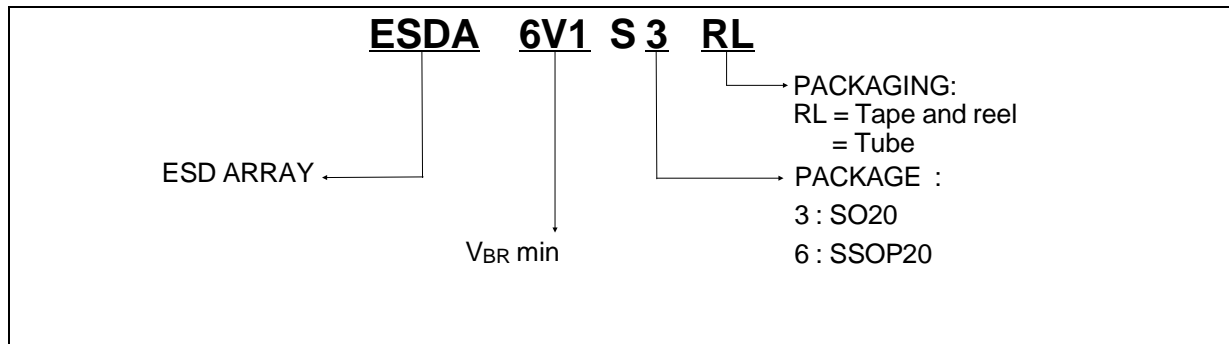 ESDA 6V1 S 3 RL
PACKAGING:
RL = Tape and reel
= Tube
ESD ARRAY
PACKAGE :
3 : SO20
VBR min
6 : SSOP20